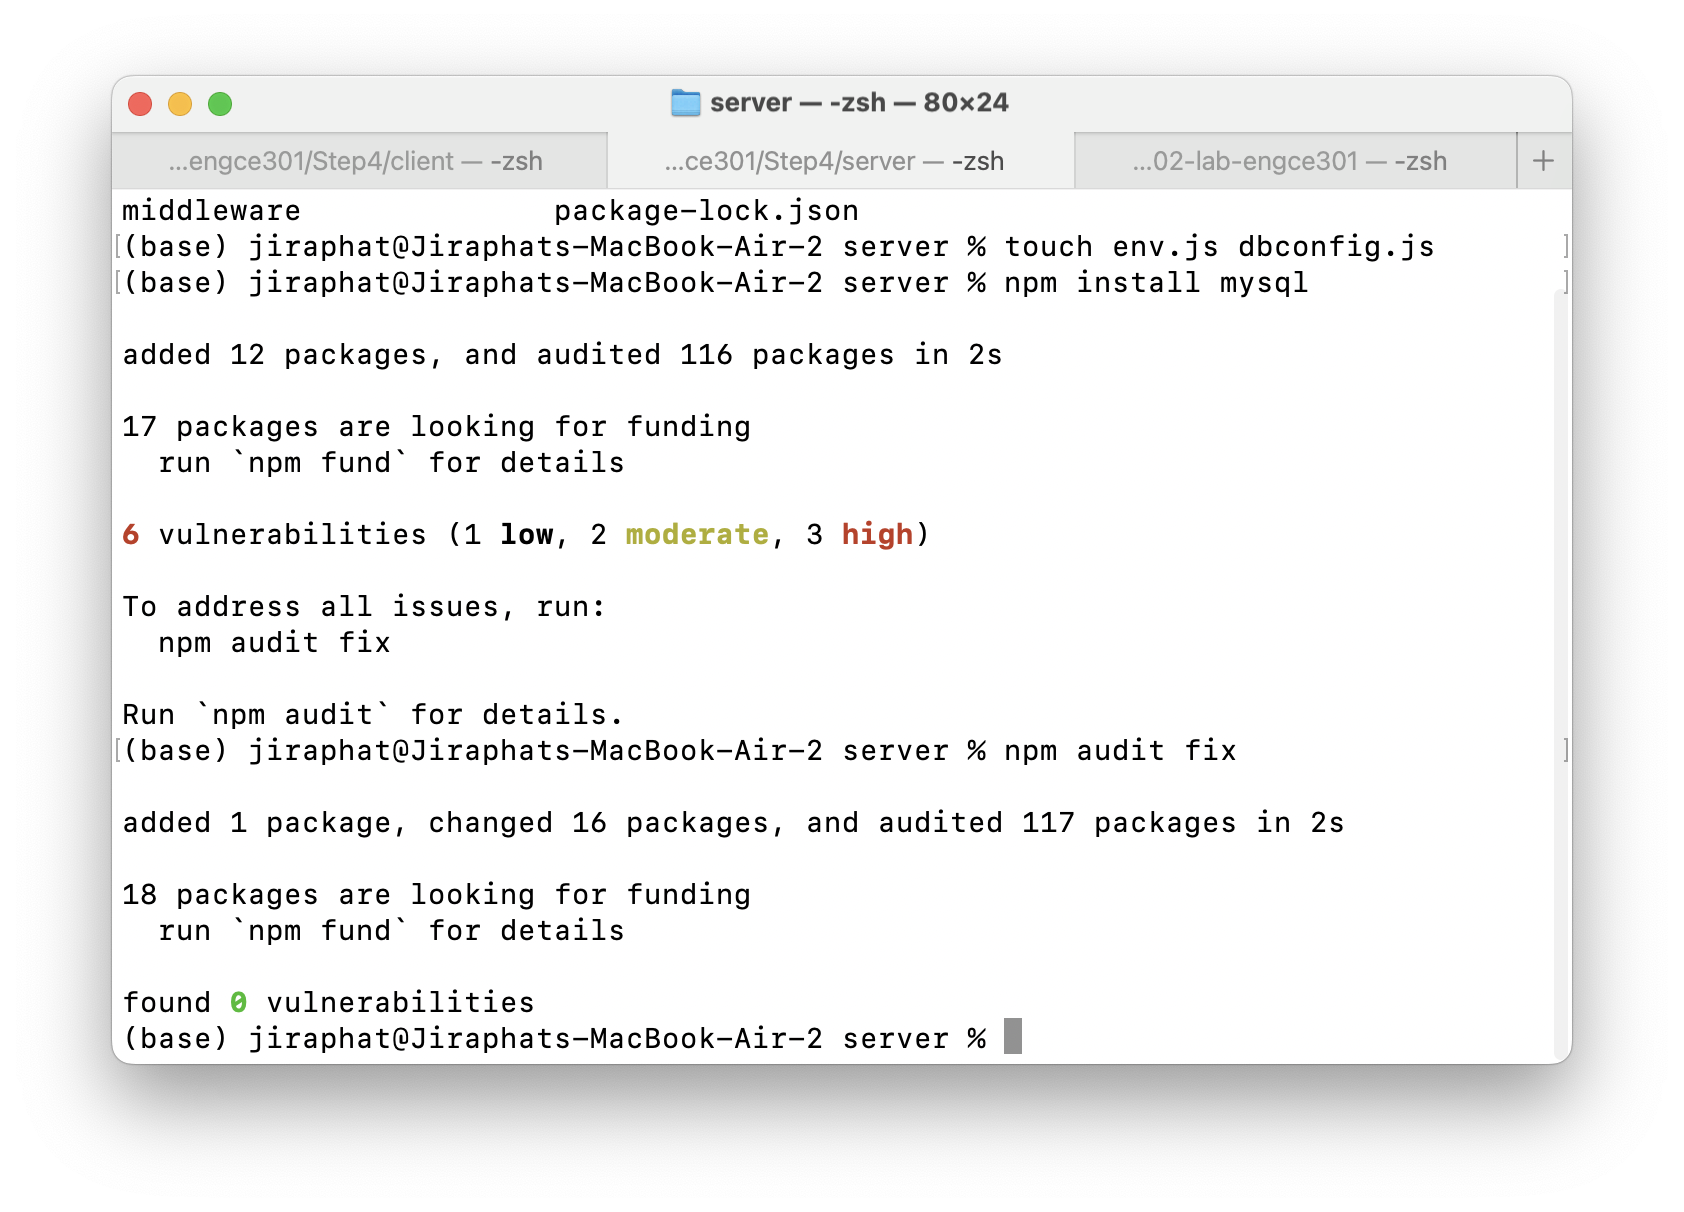 server — -zsh — 80×24
...engce301/Step4/client — -zsh
...ce301/Step4/server — -zsh
...02-lab-engce301 — -zsh
+
middleware package-lock.json
[(base) jiraphat@Jiraphats-MacBook-Air-2 server % touch env.js dbconfig.js ]
[(base) jiraphat@Jiraphats-MacBook-Air-2 server % npm install mysql ]
added 12 packages, and audited 116 packages in 2s
17 packages are looking for funding
run `npm fund` for details
6 vulnerabilities (1 low, 2 moderate, 3 high)
To address all issues, run:
npm audit fix
Run `npm audit` for details.
[(base) jiraphat@Jiraphats-MacBook-Air-2 server % npm audit fix ]
added 1 package, changed 16 packages, and audited 117 packages in 2s
18 packages are looking for funding
run `npm fund` for details
found 0 vulnerabilities
(base) jiraphat@Jiraphats-MacBook-Air-2 server %